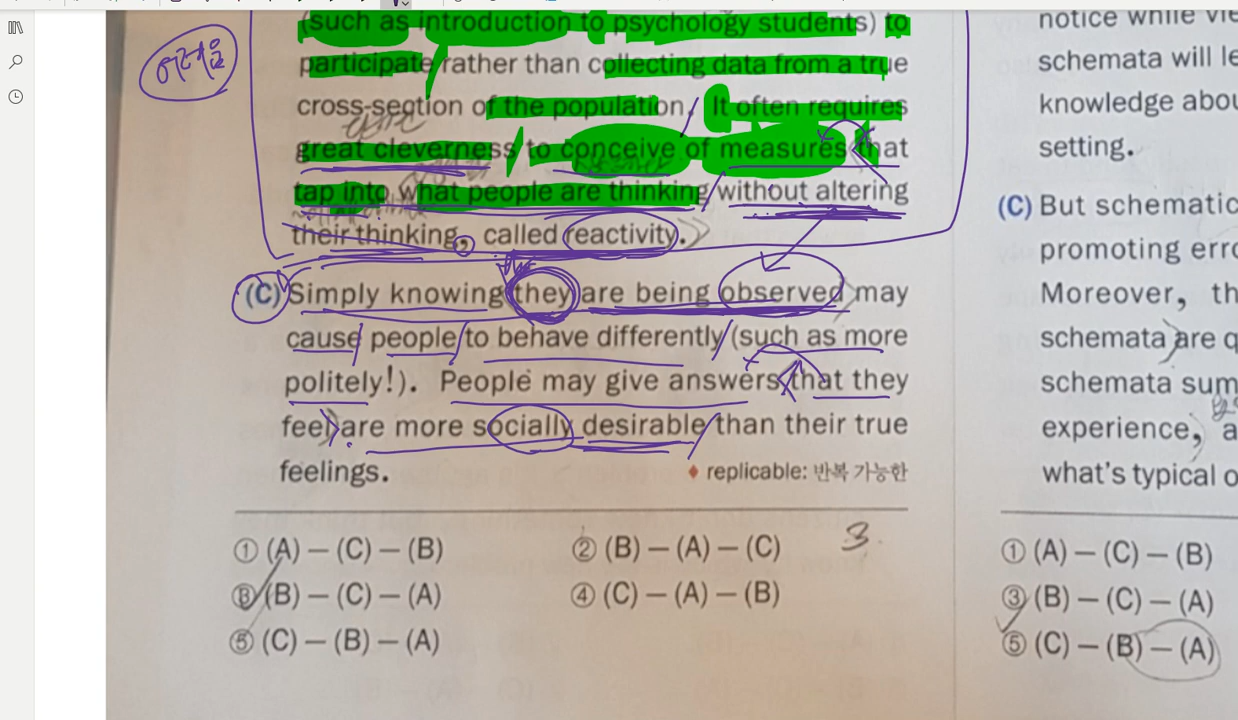 (such as introduction to psychology students) to
participate rather than collecting data from a true
cross-section of the population. It often requires
great cleverness to conceive of measures that
tap into what people are thinking without altering
their thinking, called reactivity.
(C) Simply knowing they are being observed may
cause people to behave differently (such as more
politely!). People may give answers that they
feel are more socially desirable than their true
feelings.
♦ replicable: 반복 가능한
① (A) – (C) – (B)
② (B) – (A) – (C)
3.
③ (B) – (C) – (A)
④ (C) – (A) – (B)
⑤ (C) – (B) – (A)
notice while vie
schemata will le
knowledge abou
setting.
(C) But schematic
promoting erro
Moreover, th
schemata are q
schemata sum
experience, a
what's typical o
① (A) – (C) – (B)
③ (B) – (C) – (A)
⑤ (C) – (B) – (A)